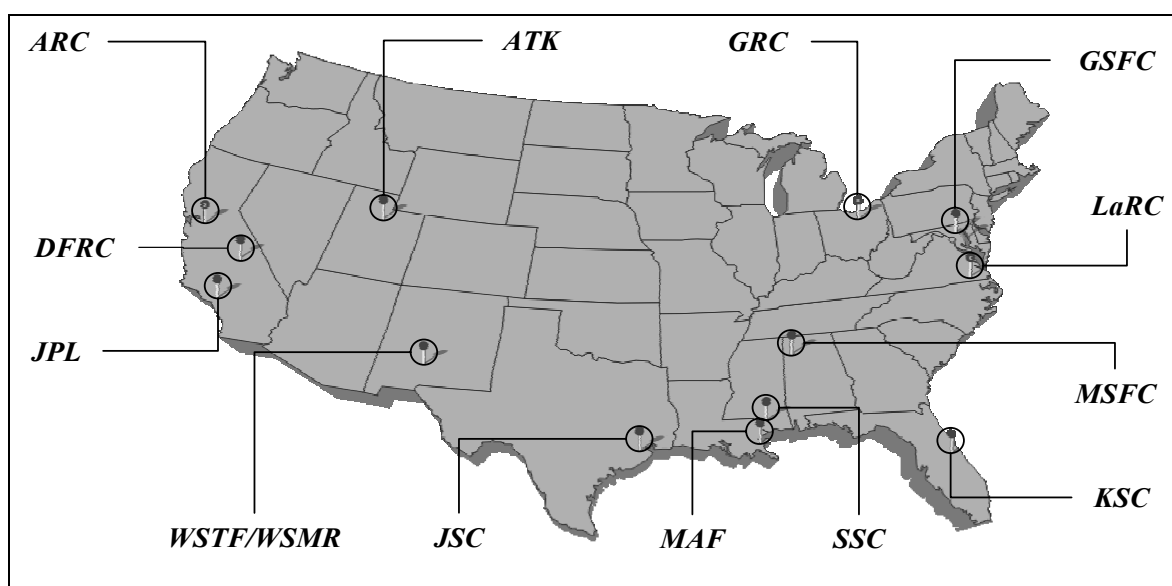 ARC
ATK
GRC
GSFC
LaRC
DFRC
JPL
MSFC
KSC
WSTF/WSMR
JSC
MAF
SSC